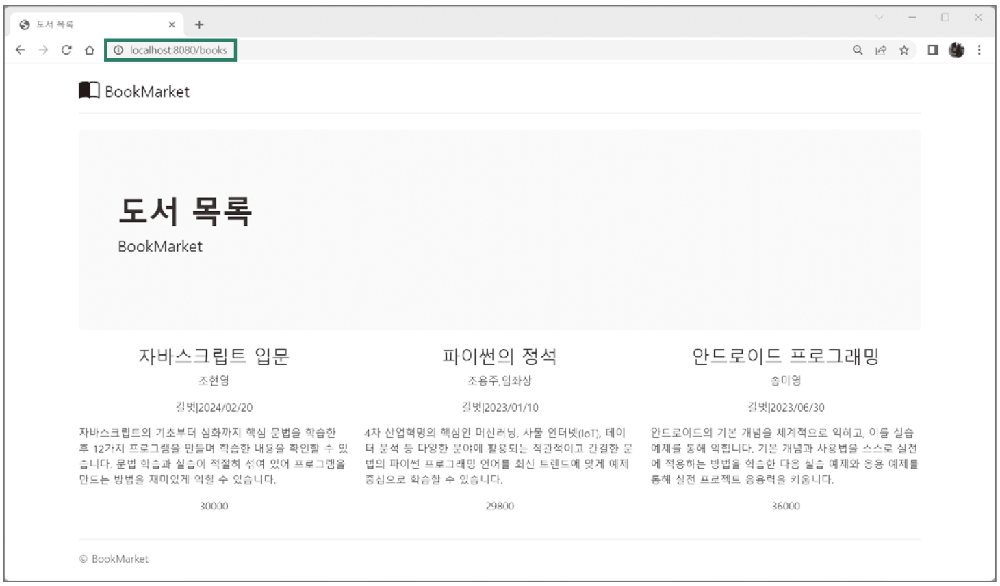 도서 목록
localhost:8080/books
BookMarket
도서 목록
BookMarket
자바스크립트 입문
조현영
길벗|2024/02/20
자바스크립트의 기초부터 심화까지 핵심 문법을 학습한
후 12가지 프로그램을 만들며 학습한 내용을 확인할 수 있
습니다. 문법 학습과 실습이 적절히 섞여 있어 프로그램을
만드는 방법을 재미있게 익힐 수 있습니다.
30000
파이썬의 정석
조용주,임좌상
길벗|2023/01/10
4차 산업혁명의 핵심인 머신러닝, 사물 인터넷(IoT), 데이
터 분석 등 다양한 분야에 활용되는 직관적이고 간결한 문
법의 파이썬 프로그래밍 언어를 최신 트렌드에 맞게 예제
중심으로 학습할 수 있습니다.
29800
안드로이드 프로그래밍
송미영
길벗|2023/06/30
안드로이드의 기본 개념을 체계적으로 익히고, 이를 실습
예제를 통해 익힙니다. 기본 개념과 사용법을 스스로 실전
에 적용하는 방법을 학습한 다음 실습 예제와 응용 예제를
통해 실전 프로젝트 응용력을 키웁니다.
36000
© BookMarket